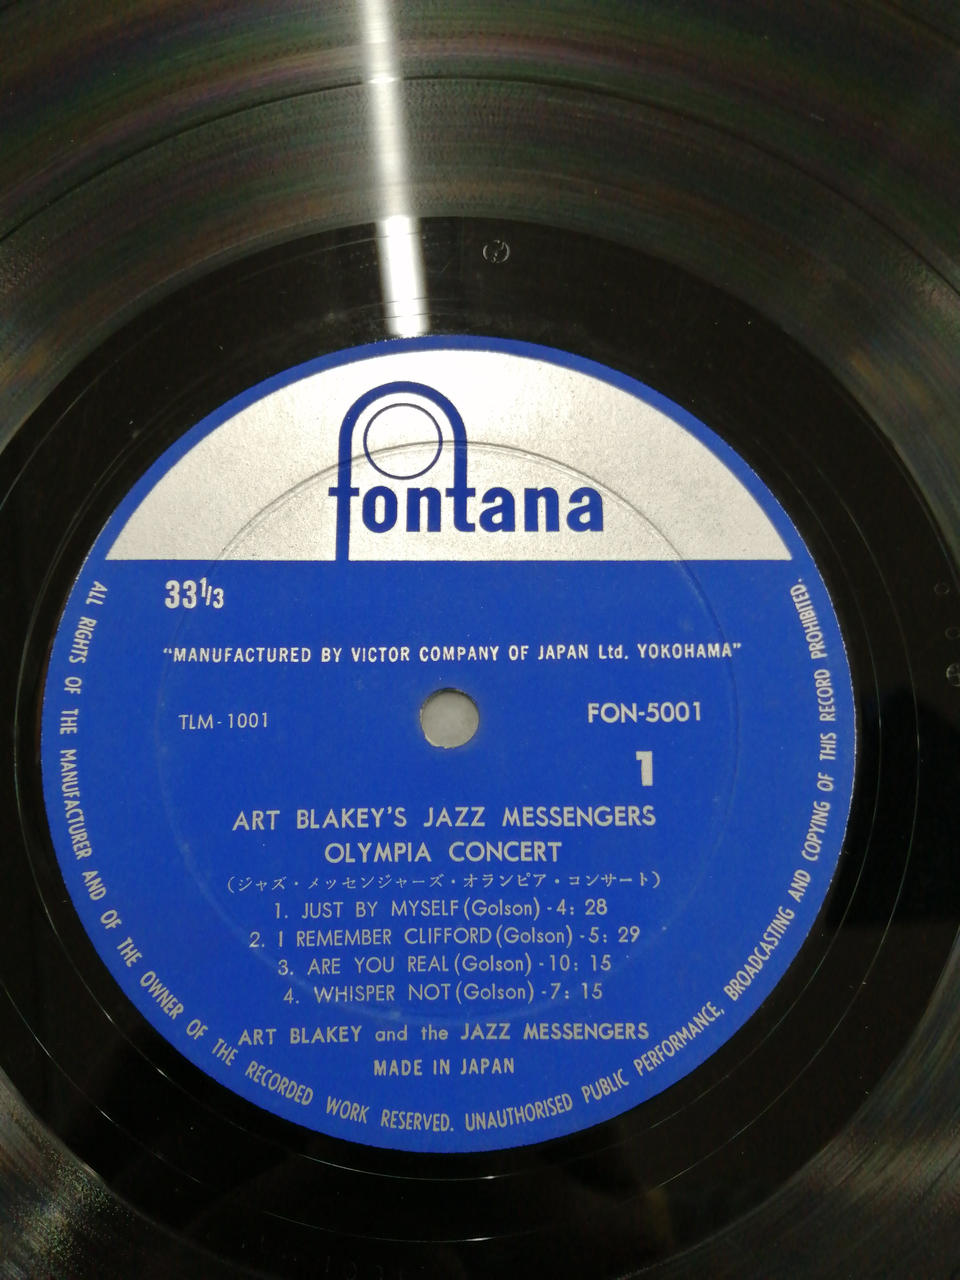 fontana
33 1/3
"MANUFACTURED BY VICTOR COMPANY OF JAPAN Ltd. YOKOHAMA"
TLM-1001
FON-5001
1
ART BLAKEY'S JAZZ MESSENGERS
OLYMPIA CONCERT
(ジャズ・メッセンジャーズ・オランピア・コンサート)
1. JUST BY MYSELF (Golson) - 4: 28
2. I REMEMBER CLIFFORD (Golson) - 5: 29
3. ARE YOU REAL (Golson) - 10: 15
4. WHISPER NOT (Golson) - 7: 15
ART BLAKEY and the JAZZ MESSENGERS
MADE IN JAPAN
ALL RIGHTS OF THE MANUFACTURER AND OF THE OWNER OF THE RECORDED WORK RESERVED. UNAUTHORISED PUBLIC PERFORMANCE, BROADCASTING AND COPYING OF THIS RECORD PROHIBITED.